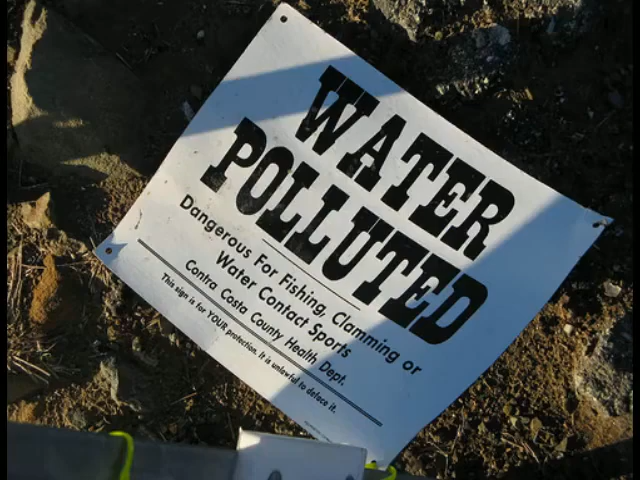 WATER
POLLUTED
Dangerous For Fishing, Clamming or
Water Contact Sports
Contra Costa County Health Dept.
This sign is for YOUR protection. It is unlawful to deface it.